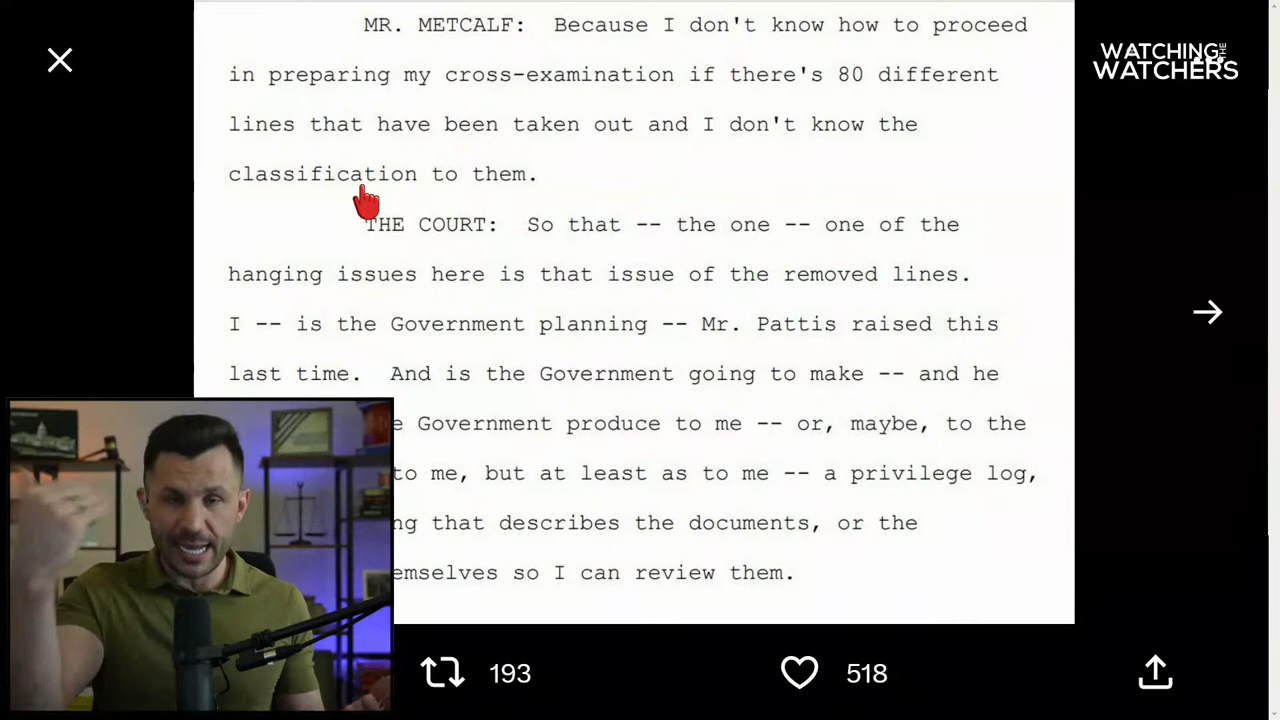 MR. METCALF: Because I don't know how to proceed
in preparing my cross-examination if there's 80 different
lines that have been taken out and I don't know the
classification to them.
THE COURT: So that -- the one -- one of the
hanging issues here is that issue of the removed lines.
I -- is the Government planning -- Mr. Pattis raised this
last time. And is the Government going to make -- and he
Government produce to me -- or, maybe, to the
to me, but at least as to me -- a privilege log,
that describes the documents, or the
so I can review them.
WATCHING THE
WATCHERS
193
518